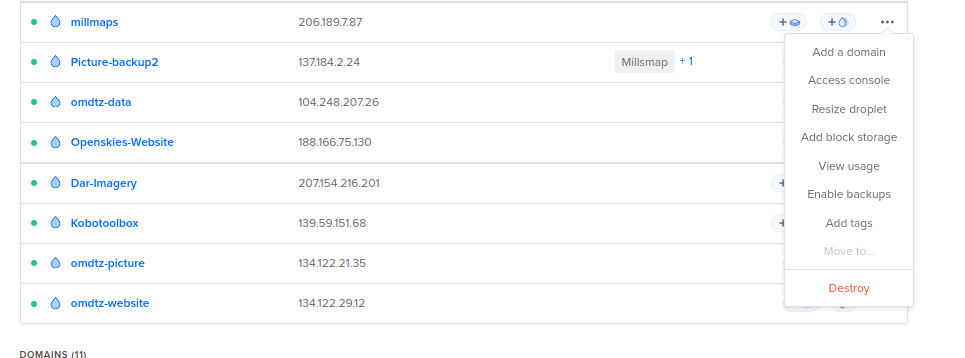 millmaps 206.189.7.87 + + ...
Picture-backup2 137.184.2.24 Millsmap + 1
omdtz-data 104.248.207.26
Openskies-Website 188.166.75.130
Dar-Imagery 207.154.216.201 +
Kobotoolbox 139.59.151.68 +
omdtz-picture 134.122.21.35
omdtz-website 134.122.29.12
Add a domain
Access console
Resize droplet
Add block storage
View usage
Enable backups
Add tags
Move to...
Destroy
DOMAINS (11)